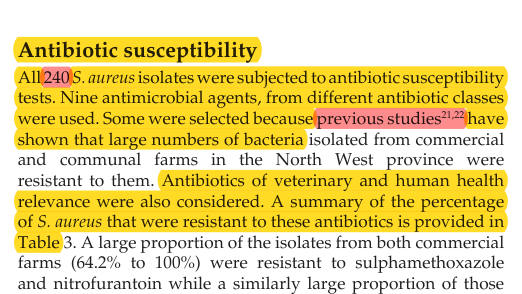 Antibiotic susceptibility
All 240 S. aureus isolates were subjected to antibiotic susceptibility
tests. Nine antimicrobial agents, from different antibiotic classes
were used. Some were selected because previous studies21,22 have
shown that large numbers of bacteria isolated from commercial
and communal farms in the North West province were
resistant to them. Antibiotics of veterinary and human health
relevance were also considered. A summary of the percentage
of S. aureus that were resistant to these antibiotics is provided in
Table 3. A large proportion of the isolates from both commercial
farms (64.2% to 100%) were resistant to sulphamethoxazole
and nitrofurantoin while a similarly large proportion of those